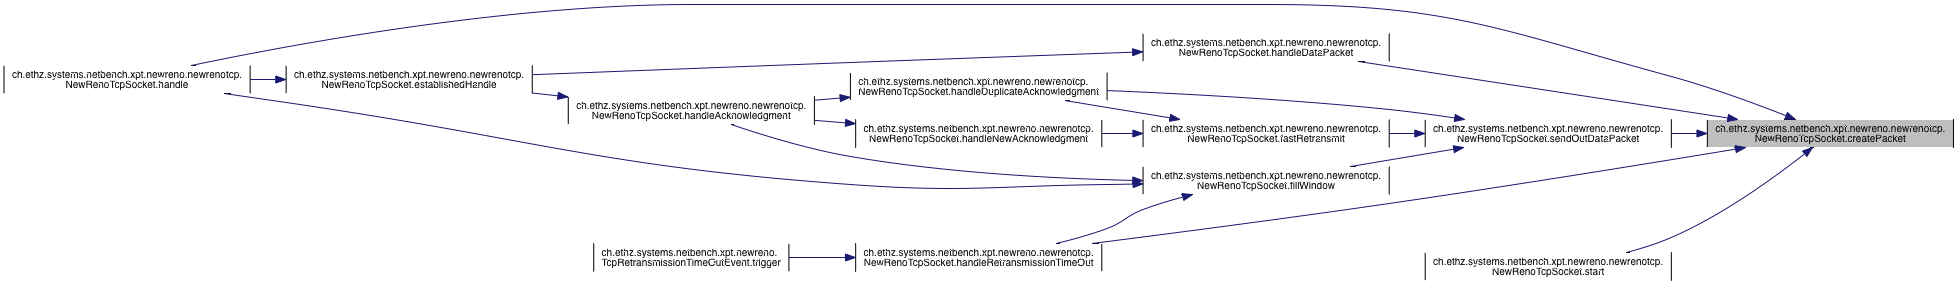 ch.ethz.systems.netbench.xpt.newreno.newrenotcp.
NewRenoTcpSocket.handle
ch.ethz.systems.netbench.xpt.newreno.newrenotcp.
NewRenoTcpSocket.establishedHandle
ch.ethz.systems.netbench.xpt.newreno.newrenotcp.
NewRenoTcpSocket.handleAcknowledgment
ch.ethz.systems.netbench.xpt.newreno.newrenotcp.
NewRenoTcpSocket.handleDuplicateAcknowledgment
ch.ethz.systems.netbench.xpt.newreno.newrenotcp.
NewRenoTcpSocket.handleNewAcknowledgment
ch.ethz.systems.netbench.xpt.newreno.newrenotcp.
NewRenoTcpSocket.handleDataPacket
ch.ethz.systems.netbench.xpt.newreno.newrenotcp.
NewRenoTcpSocket.fastRetransmit
ch.ethz.systems.netbench.xpt.newreno.newrenotcp.
NewRenoTcpSocket.fillWindow
ch.ethz.systems.netbench.xpt.newreno.newrenotcp.
NewRenoTcpSocket.sendOutDataPacket
ch.ethz.systems.netbench.xpt.newreno.newrenotcp.
NewRenoTcpSocket.createPacket
ch.ethz.systems.netbench.xpt.newreno.
TcpRetransmissionTimeOutEvent.trigger
ch.ethz.systems.netbench.xpt.newreno.newrenotcp.
NewRenoTcpSocket.handleRetransmissionTimeOut
ch.ethz.systems.netbench.xpt.newreno.newrenotcp.
NewRenoTcpSocket.start